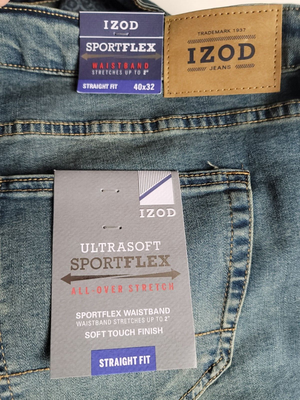 IZOD
SPORTFLEX
WAISTBAND
STRETCHES UP TO 2"
STRAIGHT FIT 40x32
TRADEMARK 1937
IZOD
JEANS
IZOD
ULTRASOFT
SPORTFLEX
ALL-OVER STRETCH
SPORTFLEX WAISTBAND
WAISTBAND STRETCHES UP TO 2"
SOFT TOUCH FINISH
STRAIGHT FIT